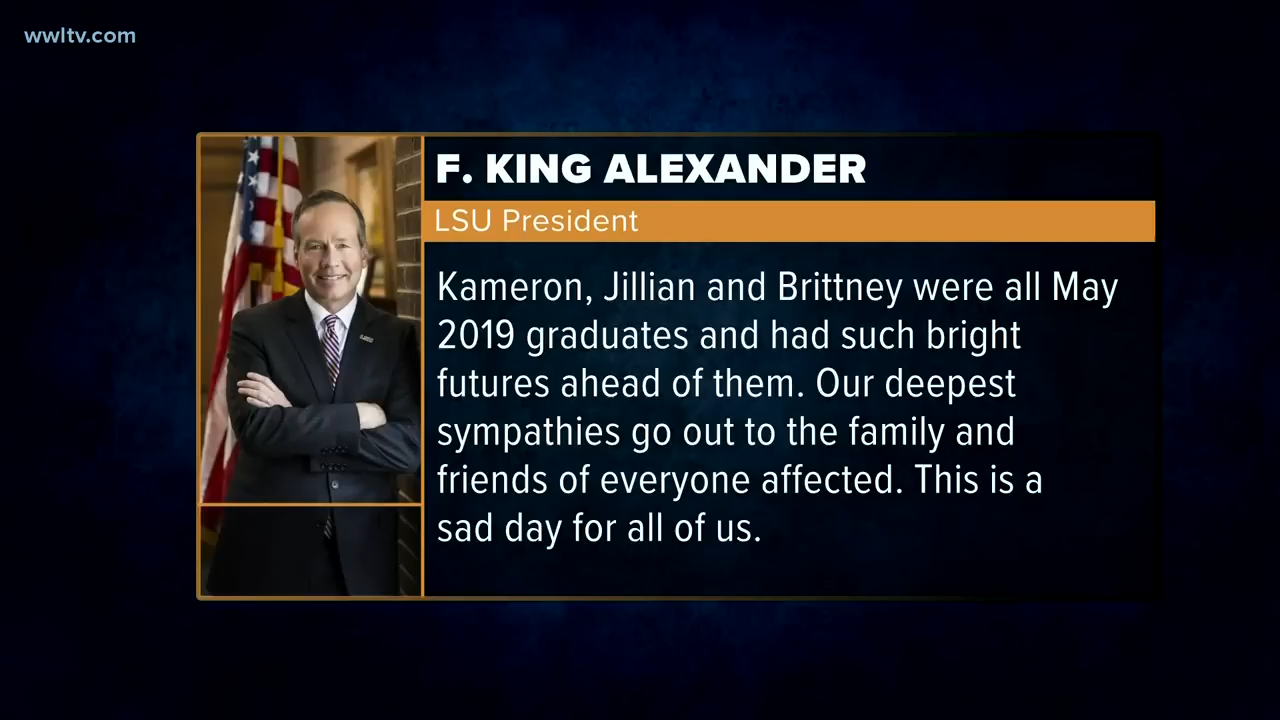 wwltv.com
F. KING ALEXANDER
LSU President
Kameron, Jillian and Brittney were all May
2019 graduates and had such bright
futures ahead of them. Our deepest
sympathies go out to the family and
friends of everyone affected. This is a
sad day for all of us.